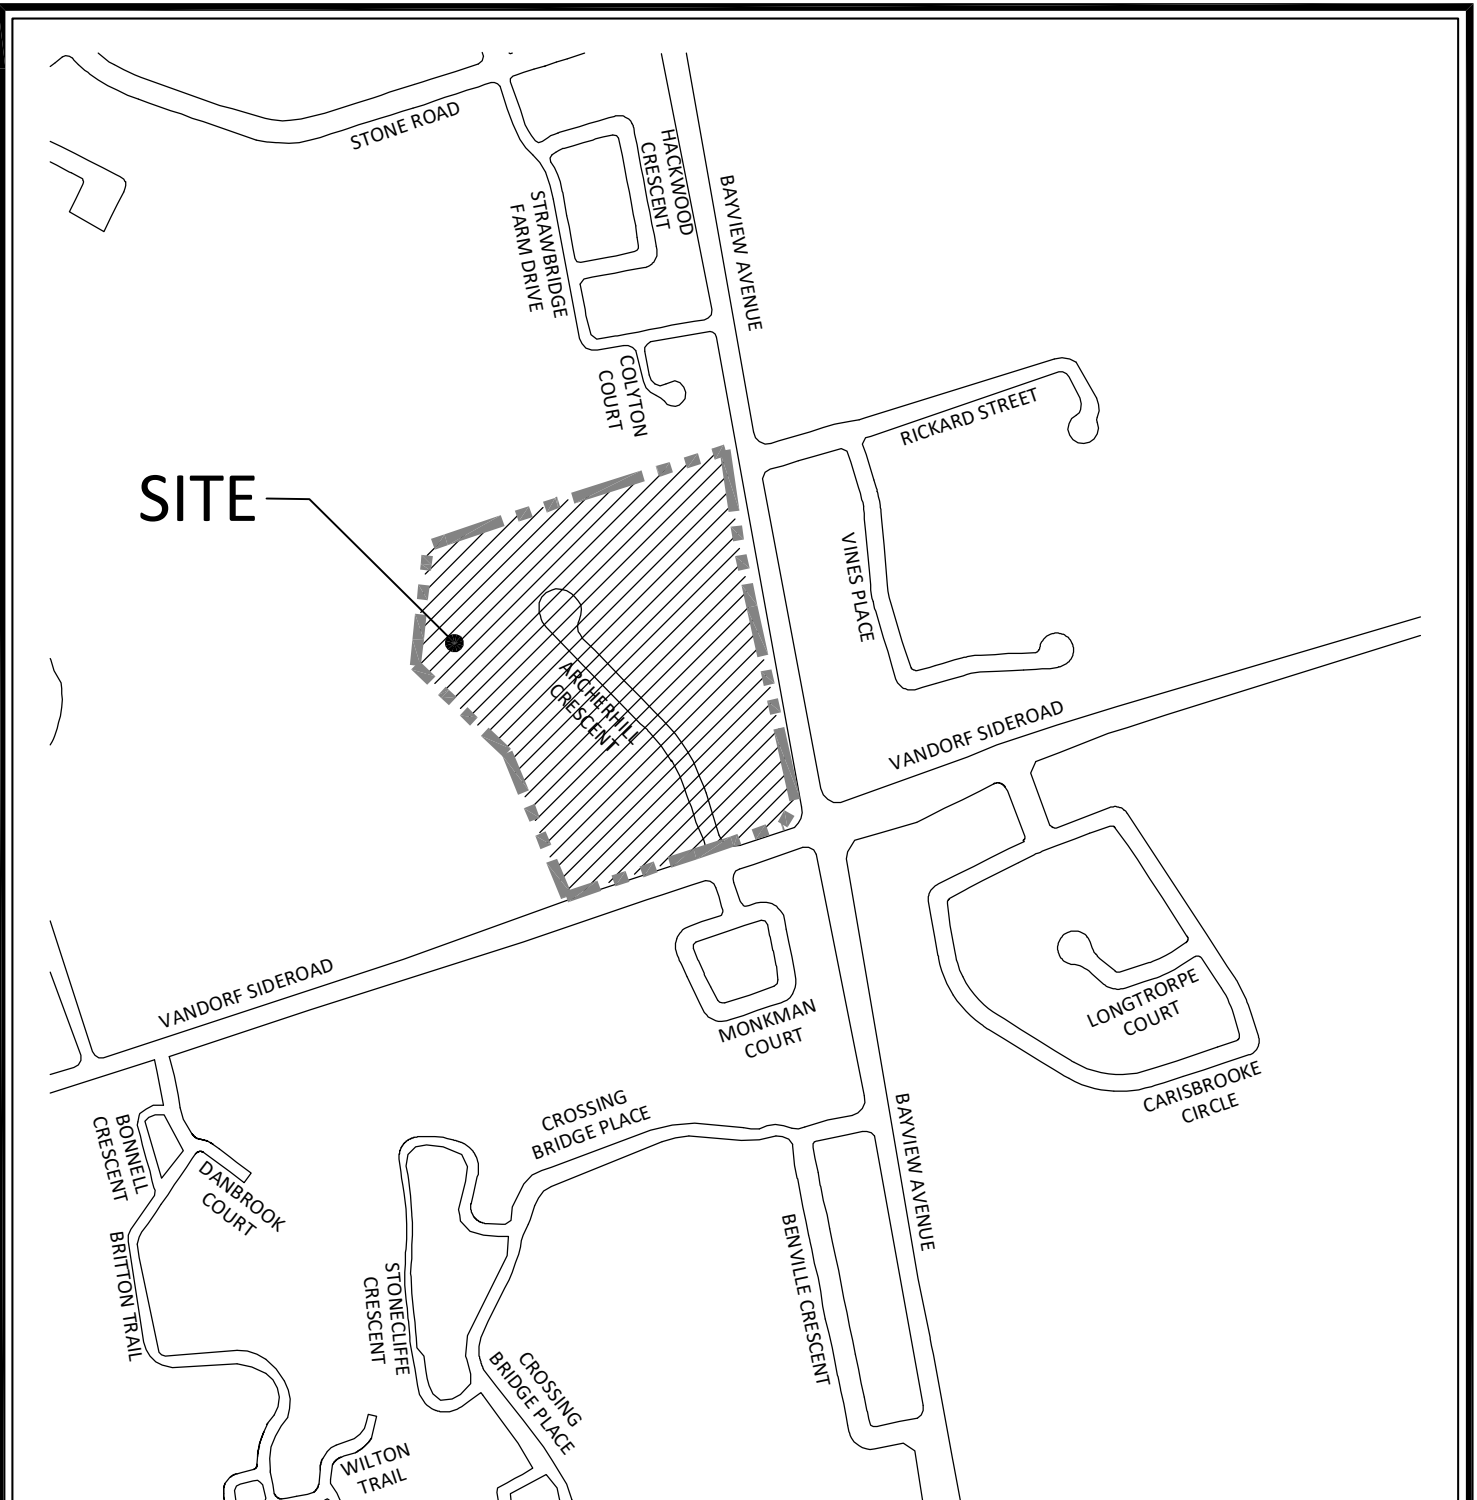 STONE ROAD
HACKWOOD
CRESCENT
BAYVIEW AVENUE
STRAWBRIDGE
FARM DRIVE
COLYTON
COURT
RICKARD STREET
SITE
VINES PLACE
ARCHERHILL
CRESCENT
VANDORF SIDEROAD
VANDORF SIDEROAD
MONKMAN
COURT
LONGTRORPE
COURT
CARISBROOKE
CIRCLE
CROSSING
BRIDGE PLACE
BONNELL
CRESCENT
DANBROOK
COURT
BAYVIEW AVENUE
BRITTON TRAIL
BENVILLE CRESCENT
STONECLIFFE
CRESCENT
CROSSING
BRIDGE PLACE
WILTON
TRAIL